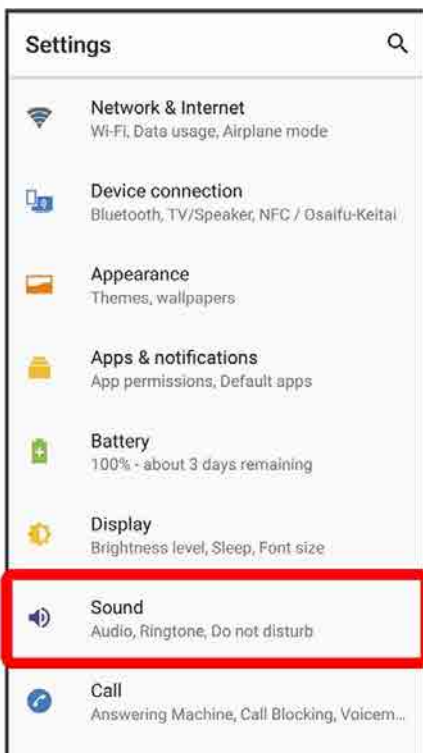 Settings
Network & Internet
Wi-Fi, Data usage, Airplane mode
Device connection
Bluetooth, TV/Speaker, NFC / Osaifu-Keitai
Appearance
Themes, wallpapers
Apps & notifications
App permissions, Default apps
Battery
100% - about 3 days remaining
Display
Brightness level, Sleep, Font size
Sound
Audio, Ringtone, Do not disturb
Call
Answering Machine, Call Blocking, Voicem...